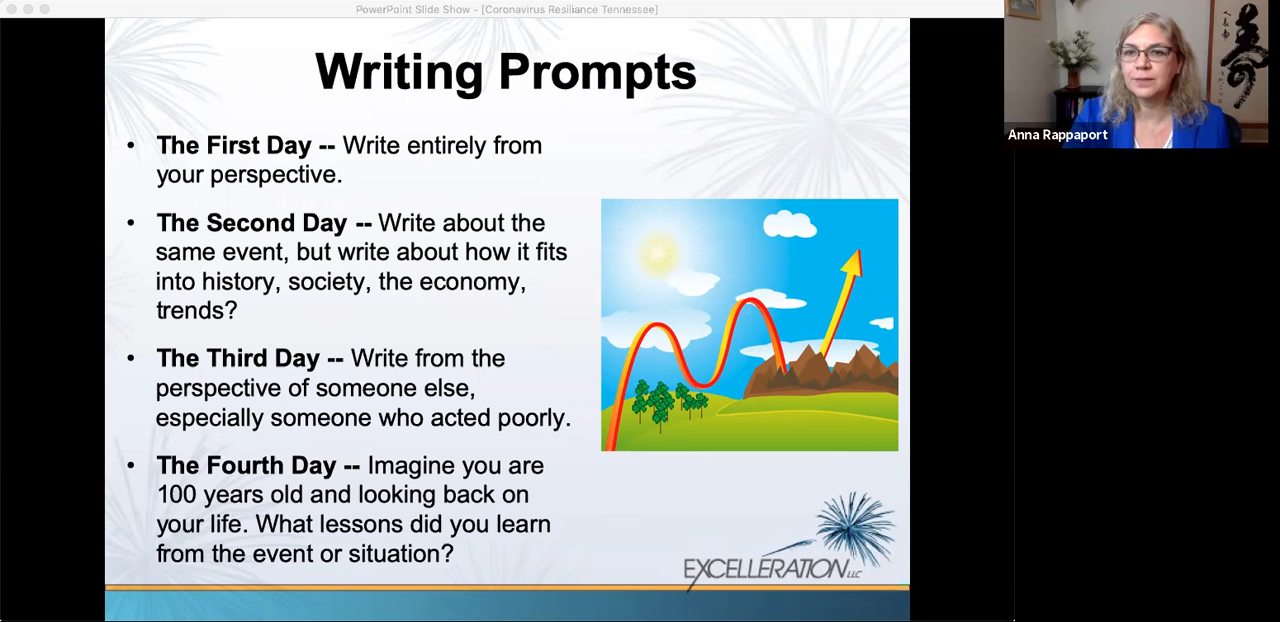 PowerPoint Slide Show - [Coronavirus Resiliance Tennessee]
Writing Prompts
• The First Day -- Write entirely from
your perspective.
• The Second Day -- Write about the
same event, but write about how it fits
into history, society, the economy,
trends?
• The Third Day -- Write from the
perspective of someone else,
especially someone who acted poorly.
• The Fourth Day -- Imagine you are
100 years old and looking back on
your life. What lessons did you learn
from the event or situation?
EXCELLERATION LLC
Anna Rappaport